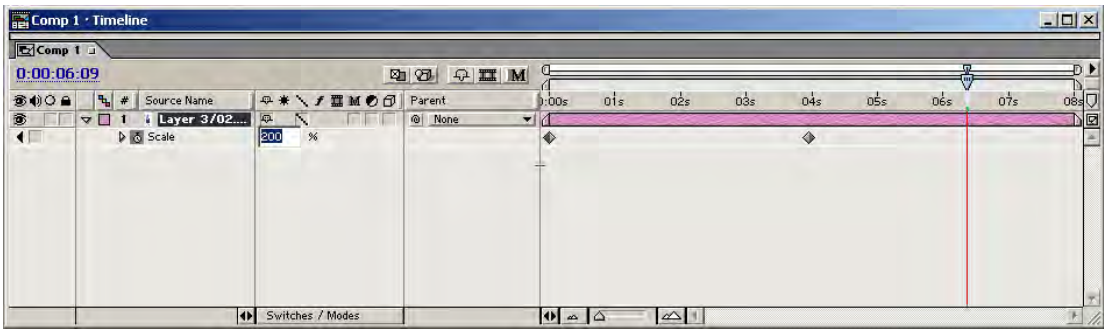 Comp 1 · Timeline
Comp 1
0:00:06:09
M
# Source Name M Parent
:00s 01s 02s 03s 04s 05s 06s 07s 08s
1 Layer 3/02.... None
Scale 200 %
Switches / Modes